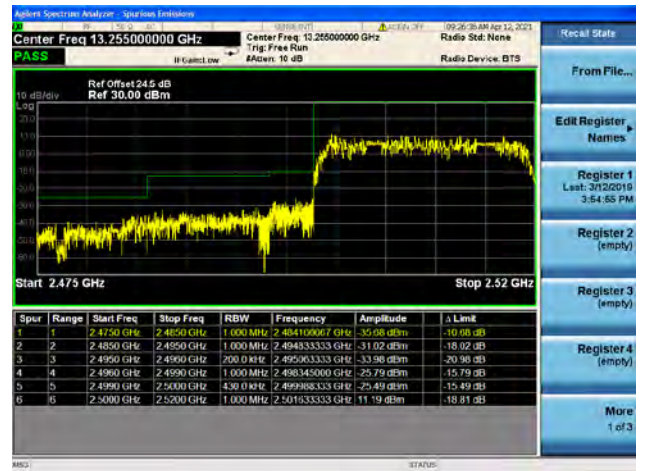 Agilent Spectrum Analyzer - Spurious Emissions
09:26:36 AM Apr 12, 2021
Center Freq 13.255000000 GHz
Center Freq: 13.255000000 GHz
Radio Std: None
Trig: Free Run
PASS
IFGain:Low
#Atten: 10 dB
Radio Device: BTS
Ref Offset 24.5 dB
10 dB/div
Ref 30.00 dBm
Log
Start 2.475 GHz
Stop 2.52 GHz
Spur Range Start Freq Stop Freq RBW Frequency Amplitude Δ Limit
1 1 2.4750 GHz 2.4850 GHz 1.000 MHz 2.484100067 GHz -35.68 dBm -10.68 dB
2 2 2.4850 GHz 2.4950 GHz 1.000 MHz 2.494833333 GHz -31.02 dBm -18.02 dB
3 3 2.4950 GHz 2.4960 GHz 200.0 kHz 2.495063333 GHz -33.98 dBm -20.98 dB
4 4 2.4960 GHz 2.4990 GHz 1.000 MHz 2.498345000 GHz -25.79 dBm -15.79 dB
5 5 2.4990 GHz 2.5000 GHz 430.0 kHz 2.499988333 GHz -25.49 dBm -15.49 dB
6 6 2.5000 GHz 2.5200 GHz 1.000 MHz 2.501633333 GHz 11.19 dBm -18.81 dB
MSG
STATUS
Recall State
From File...
Edit Register
Names
Register 1
Last: 3/12/2019
3:54:55 PM
Register 2
(empty)
Register 3
(empty)
Register 4
(empty)
More
1 of 3